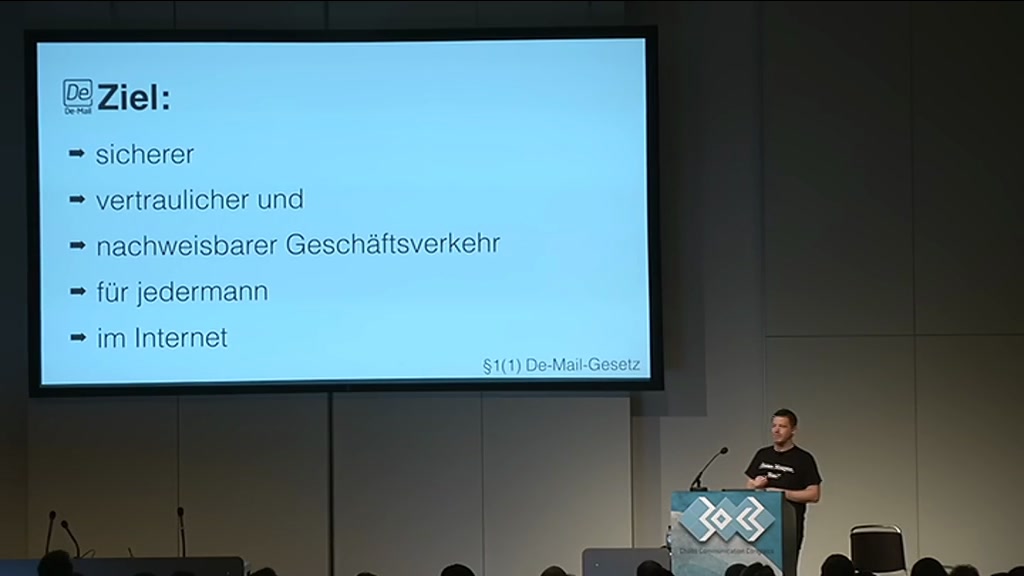 De
De-Mail
Ziel:
➡ sicherer
➡ vertraulicher und
➡ nachweisbarer Geschäftsverkehr
➡ für jedermann
➡ im Internet
§1(1) De-Mail-Gesetz
30C3
Chaos Communication Congress